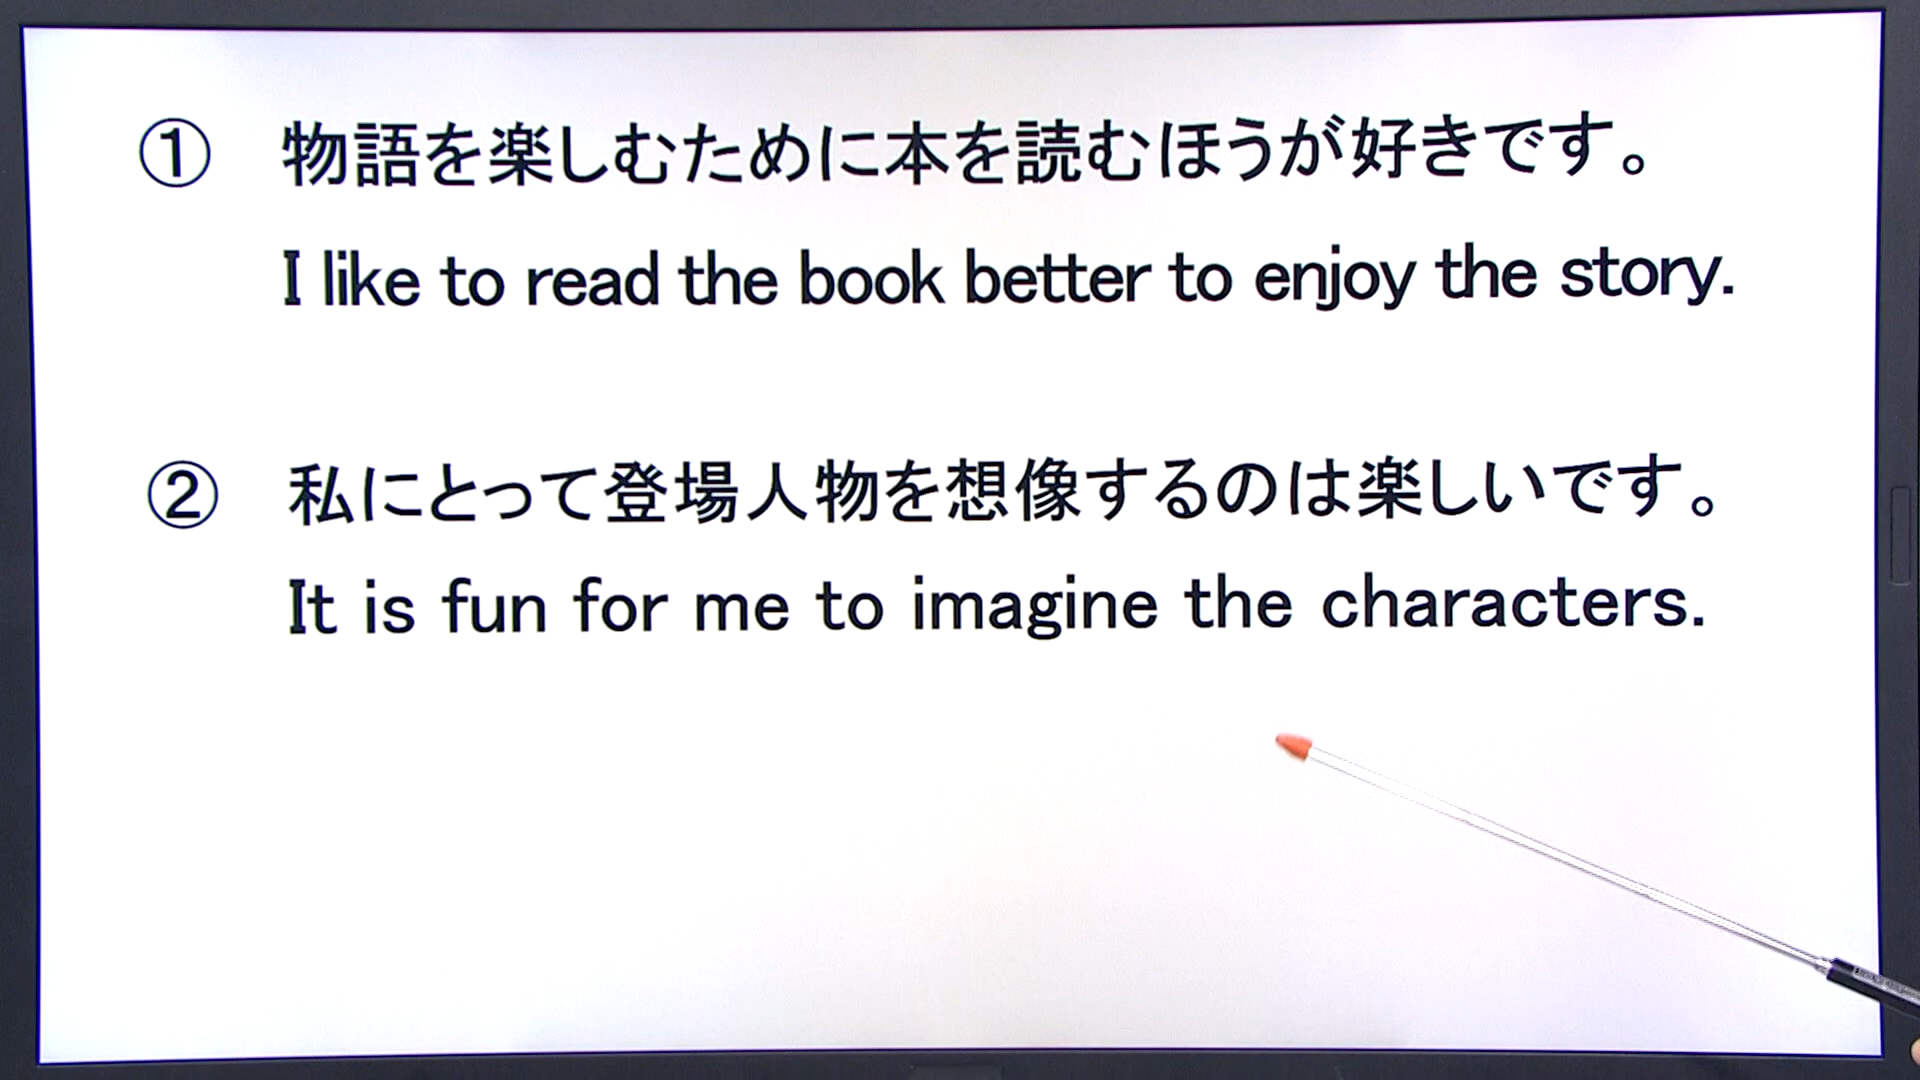 ① 物語を楽しむために本を読むほうが好きです。
I like to read the book better to enjoy the story.
② 私にとって登場人物を想像するのは楽しいです。
It is fun for me to imagine the characters.